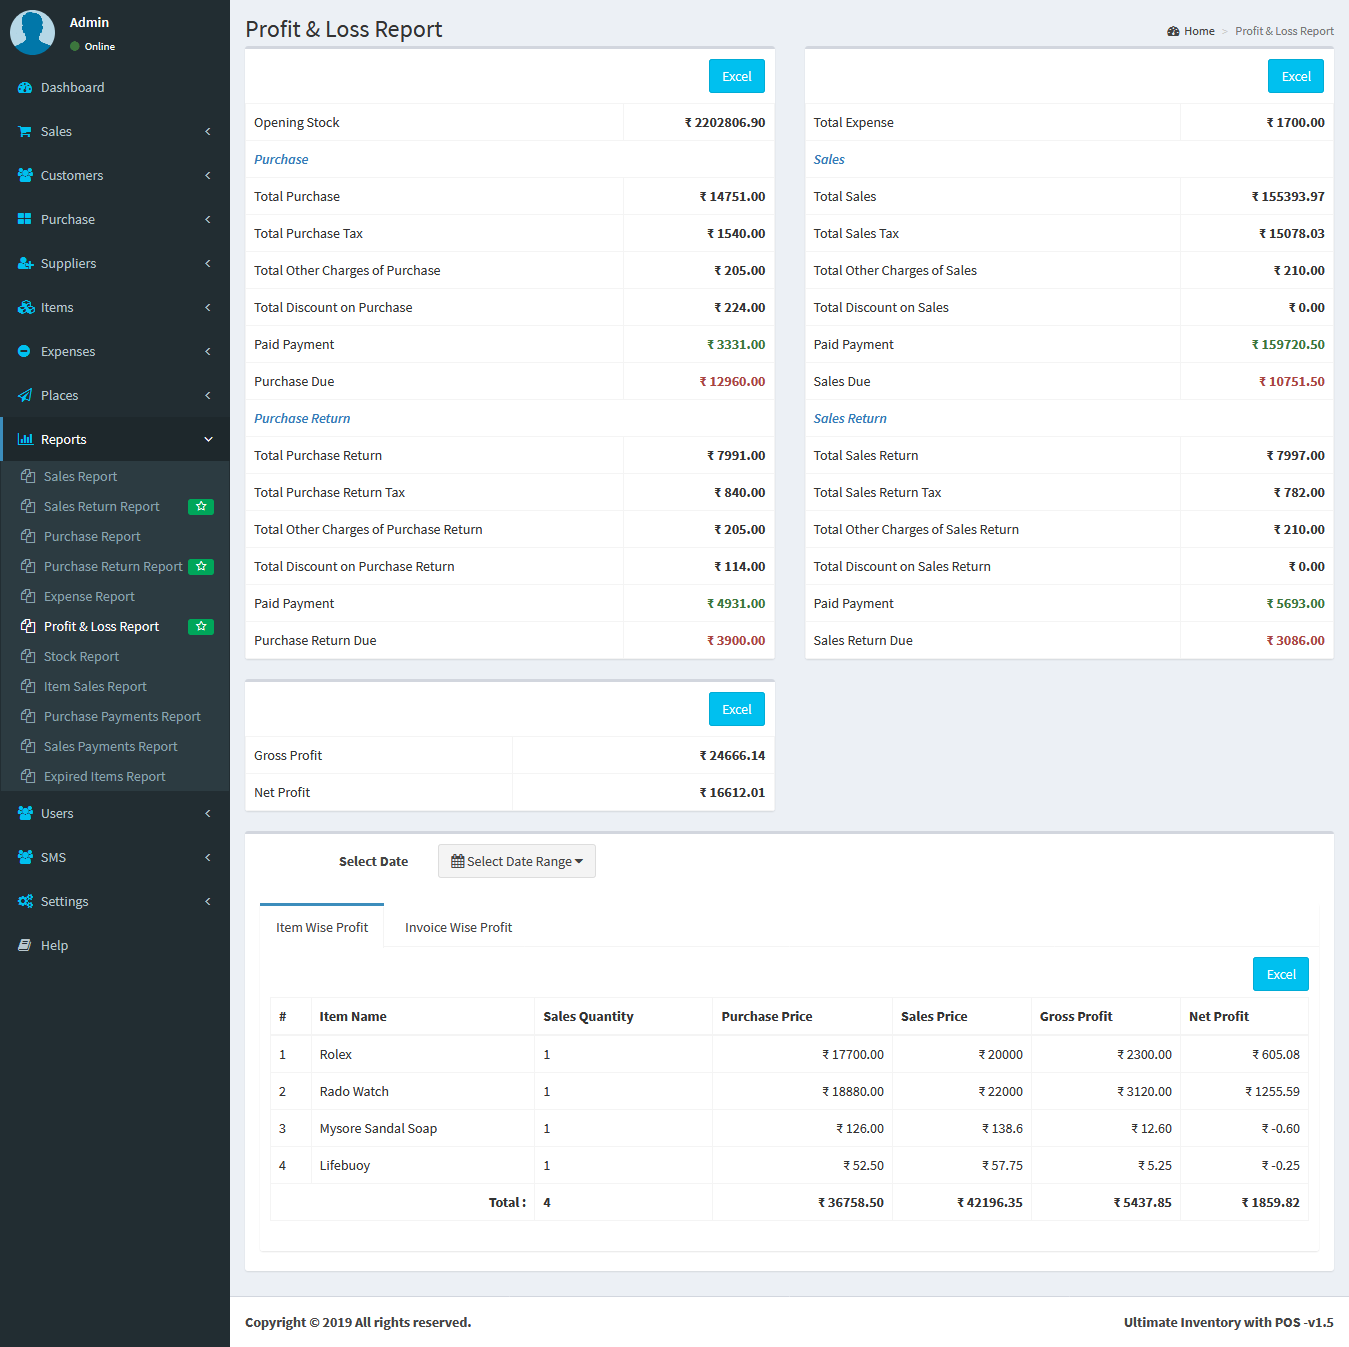 Admin
Online
Dashboard
Sales
Customers
Purchase
Suppliers
Items
Expenses
Places
Reports
Sales Report
Sales Return Report
Purchase Report
Purchase Return Report
Expense Report
Profit & Loss Report
Stock Report
Item Sales Report
Purchase Payments Report
Sales Payments Report
Expired Items Report
Users
SMS
Settings
Help
Profit & Loss Report
Home > Profit & Loss Report
Excel
Opening Stock ₹ 2202806.90
Purchase
Total Purchase ₹ 14751.00
Total Purchase Tax ₹ 1540.00
Total Other Charges of Purchase ₹ 205.00
Total Discount on Purchase ₹ 224.00
Paid Payment ₹ 3331.00
Purchase Due ₹ 12960.00
Purchase Return
Total Purchase Return ₹ 7991.00
Total Purchase Return Tax ₹ 840.00
Total Other Charges of Purchase Return ₹ 205.00
Total Discount on Purchase Return ₹ 114.00
Paid Payment ₹ 4931.00
Purchase Return Due ₹ 3900.00
Excel
Total Expense ₹ 1700.00
Sales
Total Sales ₹ 155393.97
Total Sales Tax ₹ 15078.03
Total Other Charges of Sales ₹ 210.00
Total Discount on Sales ₹ 0.00
Paid Payment ₹ 159720.50
Sales Due ₹ 10751.50
Sales Return
Total Sales Return ₹ 7997.00
Total Sales Return Tax ₹ 782.00
Total Other Charges of Sales Return ₹ 210.00
Total Discount on Sales Return ₹ 0.00
Paid Payment ₹ 5693.00
Sales Return Due ₹ 3086.00
Excel
Gross Profit ₹ 24666.14
Net Profit ₹ 16612.01
Select Date Select Date Range
Item Wise Profit Invoice Wise Profit
Excel
# Item Name Sales Quantity Purchase Price Sales Price Gross Profit Net Profit
1 Rolex 1 ₹ 17700.00 ₹ 20000 ₹ 2300.00 ₹ 605.08
2 Rado Watch 1 ₹ 18880.00 ₹ 22000 ₹ 3120.00 ₹ 1255.59
3 Mysore Sandal Soap 1 ₹ 126.00 ₹ 138.6 ₹ 12.60 ₹ -0.60
4 Lifebuoy 1 ₹ 52.50 ₹ 57.75 ₹ 5.25 ₹ -0.25
Total : 4 ₹ 36758.50 ₹ 42196.35 ₹ 5437.85 ₹ 1859.82
Copyright © 2019 All rights reserved. Ultimate Inventory with POS -v1.5